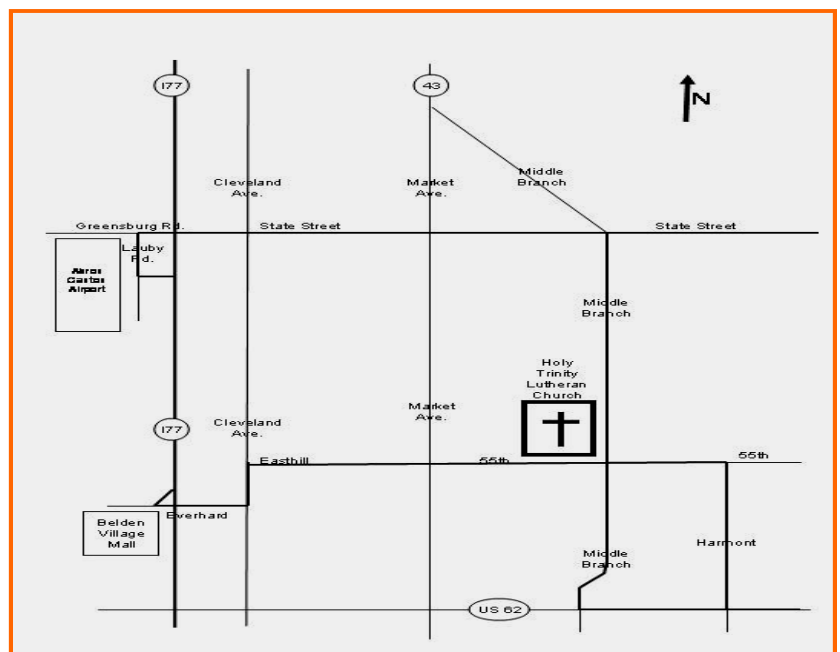 I77
43
N
Cleveland
Ave.
Market
Ave.
Middle
Branch
Greensburg Rd.
State Street
State Street
Lauby
Rd.
Airport
Middle
Branch
Holy
Trinity
Lutheran
Church
Market
Ave.
Cleveland
Ave.
I77
Easthill
55th
55th
Everhard
Belden
Village
Mall
Harmont
Middle
Branch
US 62